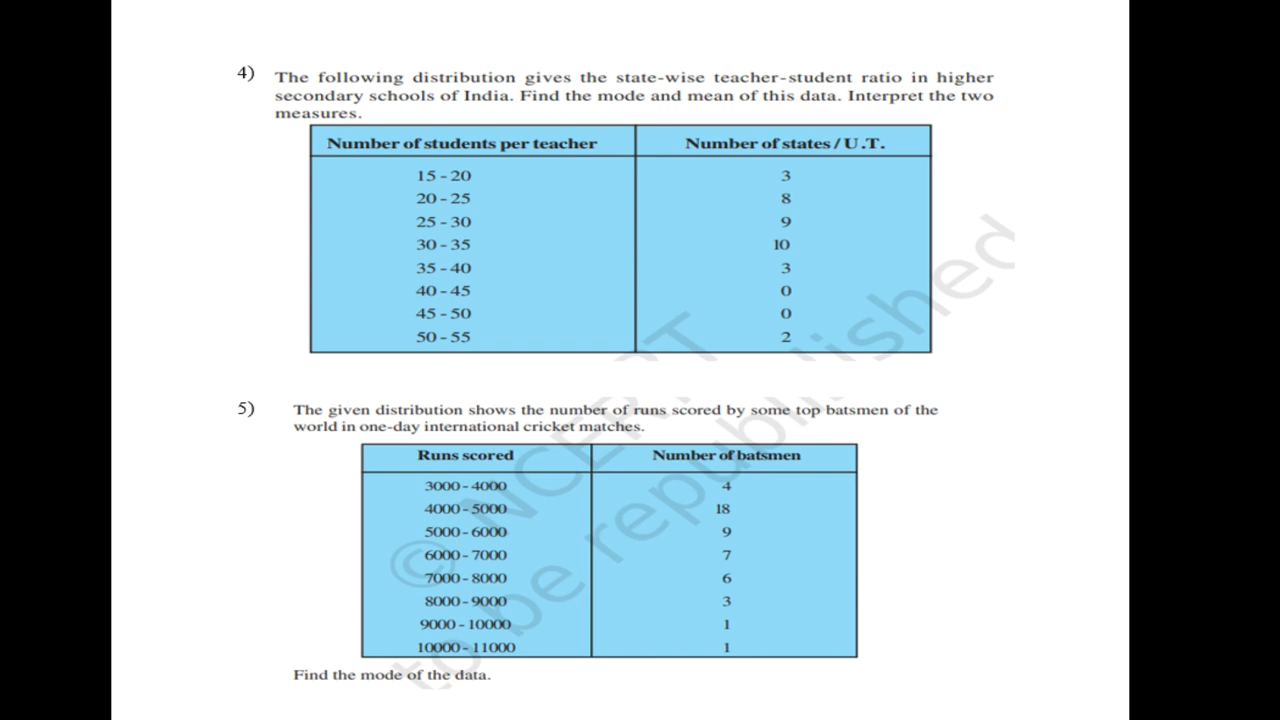 4) The following distribution gives the state-wise teacher-student ratio in higher
secondary schools of India. Find the mode and mean of this data. Interpret the two
measures.
Number of students per teacher Number of states / U.T.
15 - 20 3
20 - 25 8
25 - 30 9
30 - 35 10
35 - 40 3
40 - 45 0
45 - 50 0
50 - 55 2
5) The given distribution shows the number of runs scored by some top batsmen of the
world in one-day international cricket matches.
Runs scored Number of batsmen
3000 - 4000 4
4000 - 5000 18
5000 - 6000 9
6000 - 7000 7
7000 - 8000 6
8000 - 9000 3
9000 - 10000 1
10000 - 11000 1
Find the mode of the data.
© NCERT
to be republished